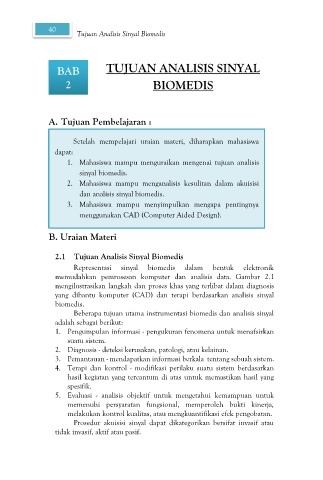 40
Tujuan Analisis Sinyal Biomedis
BAB
2
TUJUAN ANALISIS SINYAL
BIOMEDIS
A. Tujuan Pembelajaran :
Setelah mempelajari uraian materi, diharapkan mahasiswa
dapat:
1. Mahasiswa mampu menguraikan mengenai tujuan analisis
sinyal biomedis.
2. Mahasiswa mampu menganalisis kesulitan dalam akuisisi
dan analisis sinyal biomedis.
3. Mahasiswa mampu menyimpulkan mengapa pentingnya
menggunakan CAD (Computer Aided Design).
B. Uraian Materi
2.1 Tujuan Analisis Sinyal Biomedis
Representasi sinyal biomedis dalam bentuk elektronik
memudahkan pemrosesan komputer dan analisis data. Gambar 2.1
mengilustrasikan langkah dan proses khas yang terlibat dalam diagnosis
yang dibantu komputer (CAD) dan terapi berdasarkan analisis sinyal
biomedis.
Beberapa tujuan utama instrumentasi biomedis dan analisis sinyal
adalah sebagai berikut:
1. Pengumpulan informasi - pengukuran fenomena untuk menafsirkan
suatu sistem.
2. Diagnosis - deteksi kerusakan, patologi, atau kelainan.
3. Pemantauan - mendapatkan informasi berkala tentang sebuah sistem.
4. Terapi dan kontrol - modifikasi perilaku suatu sistem berdasarkan
hasil kegiatan yang tercantum di atas untuk memastikan hasil yang
spesifik.
5. Evaluasi - analisis objektif untuk mengetahui kemampuan untuk
memenuhi persyaratan fungsional, memperoleh bukti kinerja,
melakukan kontrol kualitas, atau mengkuantifikasi efek pengobatan.
Prosedur akuisisi sinyal dapat dikategorikan bersifat invasif atau
tidak invasif, aktif atau pasif.